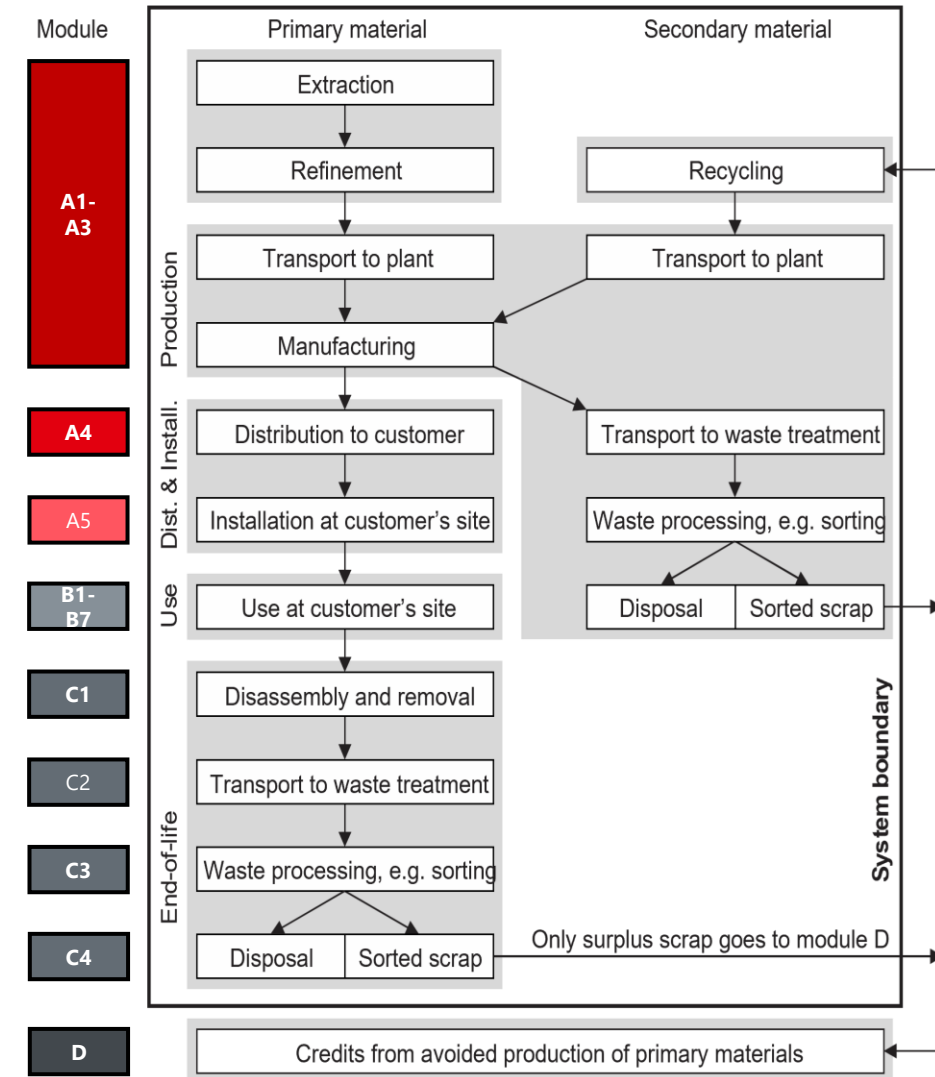 Module
Primary material
Secondary material
A1-
A3
Extraction
Refinement
Recycling
Production
Transport to plant
Transport to plant
Manufacturing
A4
Dist. & Install.
Distribution to customer
Transport to waste treatment
A5
Installation at customer's site
Waste processing, e.g. sorting
B1-
B7
Use
Use at customer's site
Disposal
Sorted scrap
C1
Disassembly and removal
System boundary
C2
Transport to waste treatment
End-of-life
C3
Waste processing, e.g. sorting
C4
Disposal
Sorted scrap
Only surplus scrap goes to module D
D
Credits from avoided production of primary materials